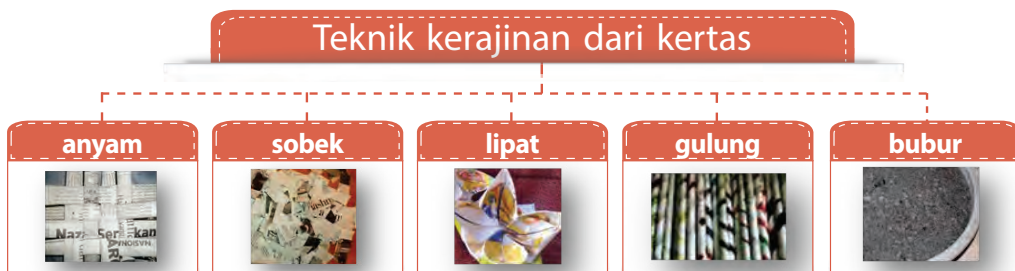 Teknik kerajinan dari kertas
anyam
sobek
lipat
gulung
bubur